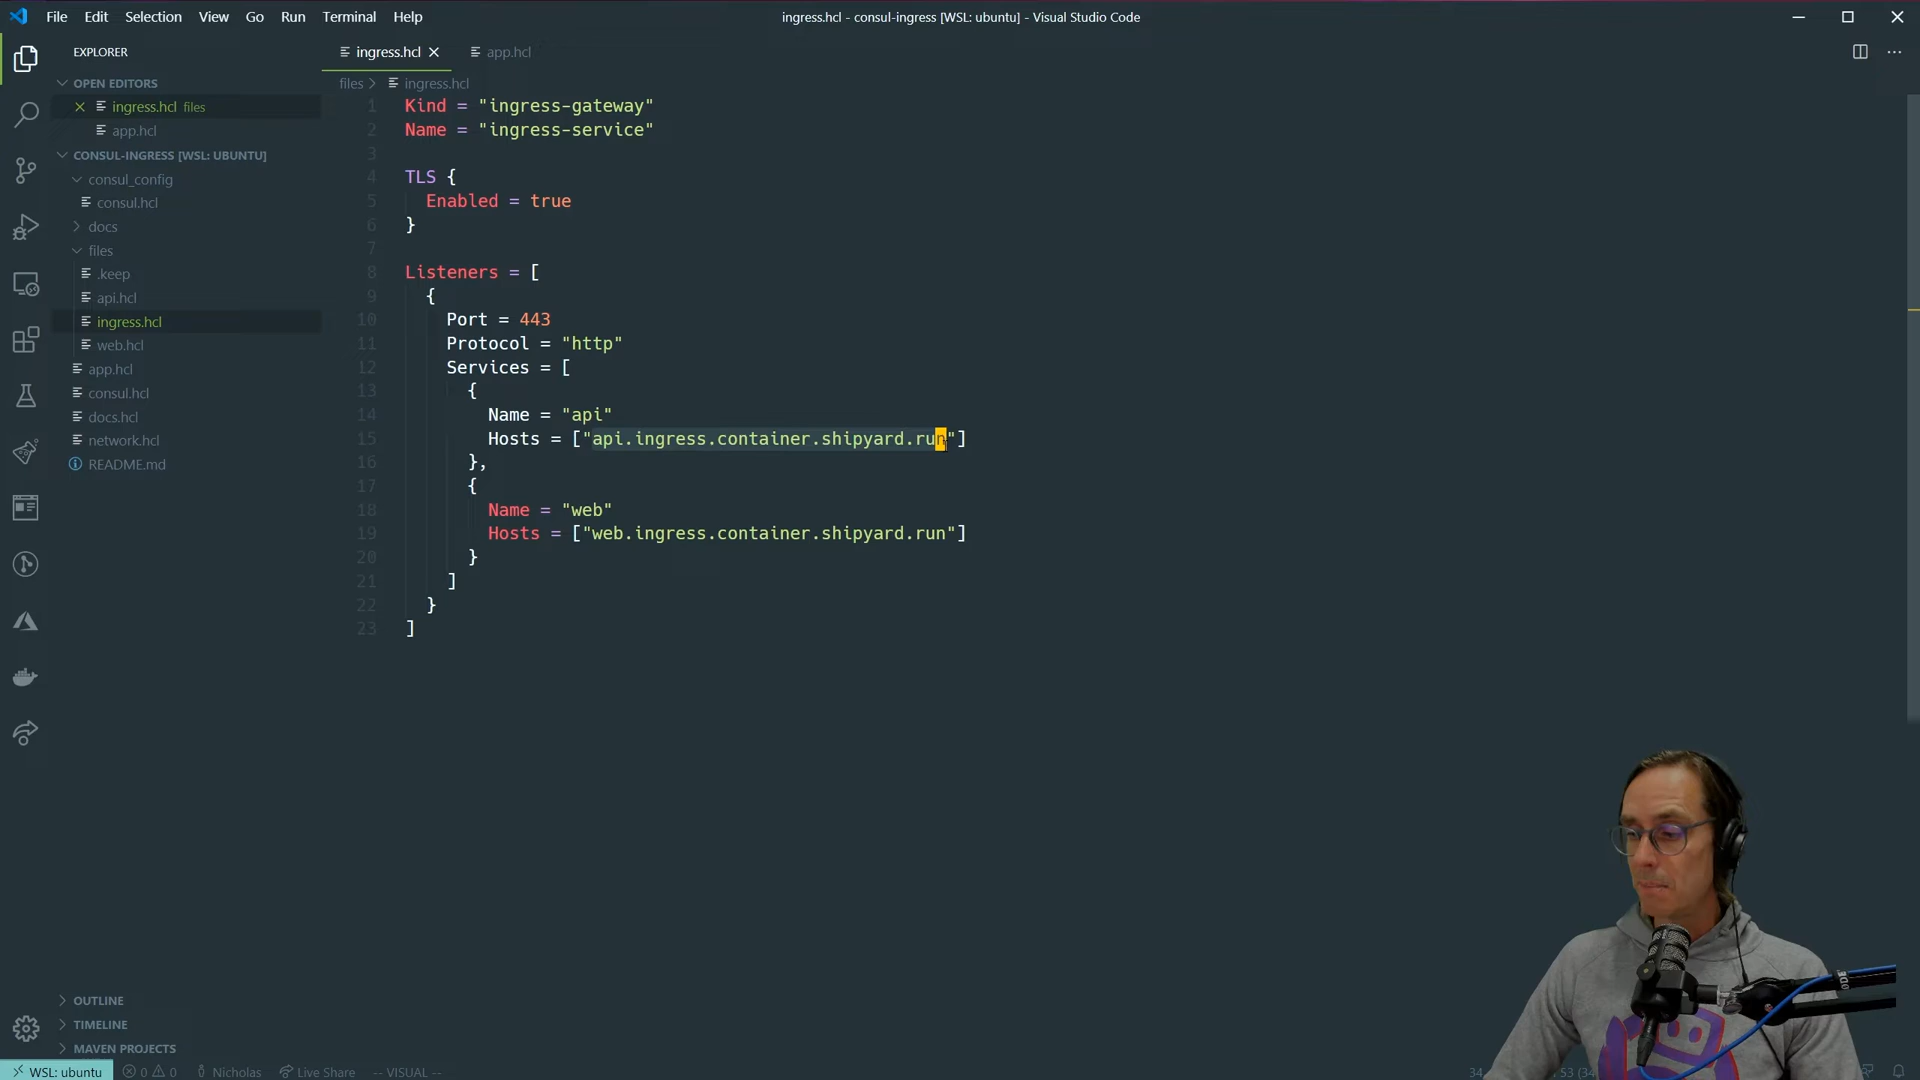 File Edit Selection View Go Run Terminal Help
ingress.hcl - consul-ingress [WSL: ubuntu] - Visual Studio Code
EXPLORER
OPEN EDITORS
ingress.hcl files
app.hcl
CONSUL-INGRESS [WSL: UBUNTU]
consul_config
consul.hcl
docs
files
.keep
api.hcl
ingress.hcl
web.hcl
app.hcl
consul.hcl
docs.hcl
network.hcl
README.md
OUTLINE
TIMELINE
MAVEN PROJECTS
ingress.hcl app.hcl
files > ingress.hcl
1 Kind = "ingress-gateway"
2 Name = "ingress-service"
3
4 TLS {
5 Enabled = true
6 }
7
8 Listeners = [
9 {
10 Port = 443
11 Protocol = "http"
12 Services = [
13 {
14 Name = "api"
15 Hosts = ["api.ingress.container.shipyard.run"]
16 },
17 {
18 Name = "web"
19 Hosts = ["web.ingress.container.shipyard.run"]
20 }
21 ]
22 }
23 ]
WSL: ubuntu 0 0 Nicholas Live Share -- VISUAL --